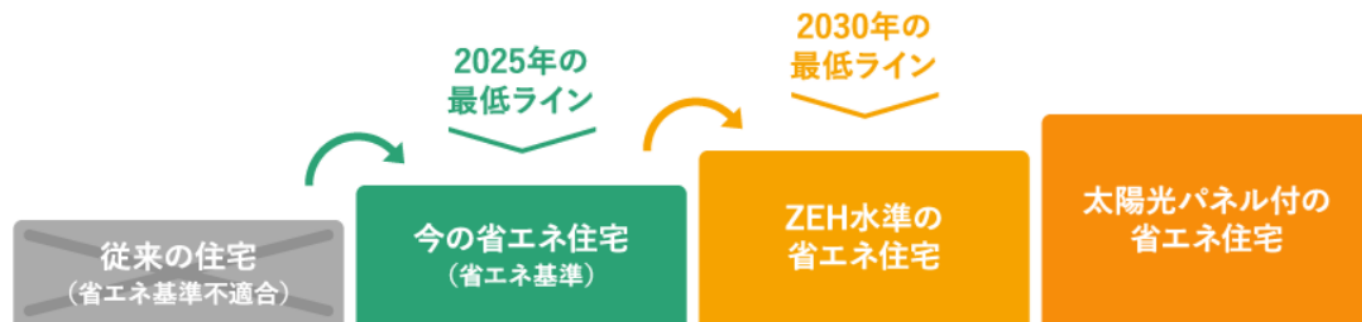 2025年の
最低ライン
2030年の
最低ライン
従来の住宅
（省エネ基準不適合）
今の省エネ住宅
（省エネ基準）
ZEH水準の
省エネ住宅
太陽光パネル付の
省エネ住宅